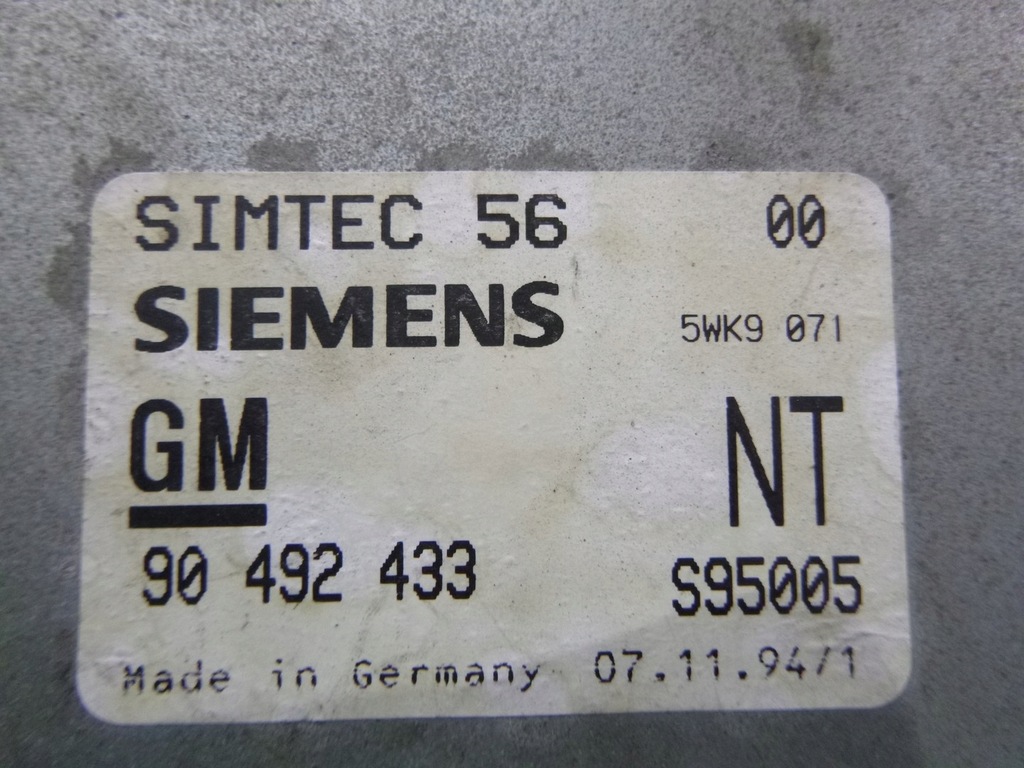 SIMTEC 56 00
SIEMENS 5WK9 071
GM NT
90 492 433 S95005
Made in Germany 07.11.94/1